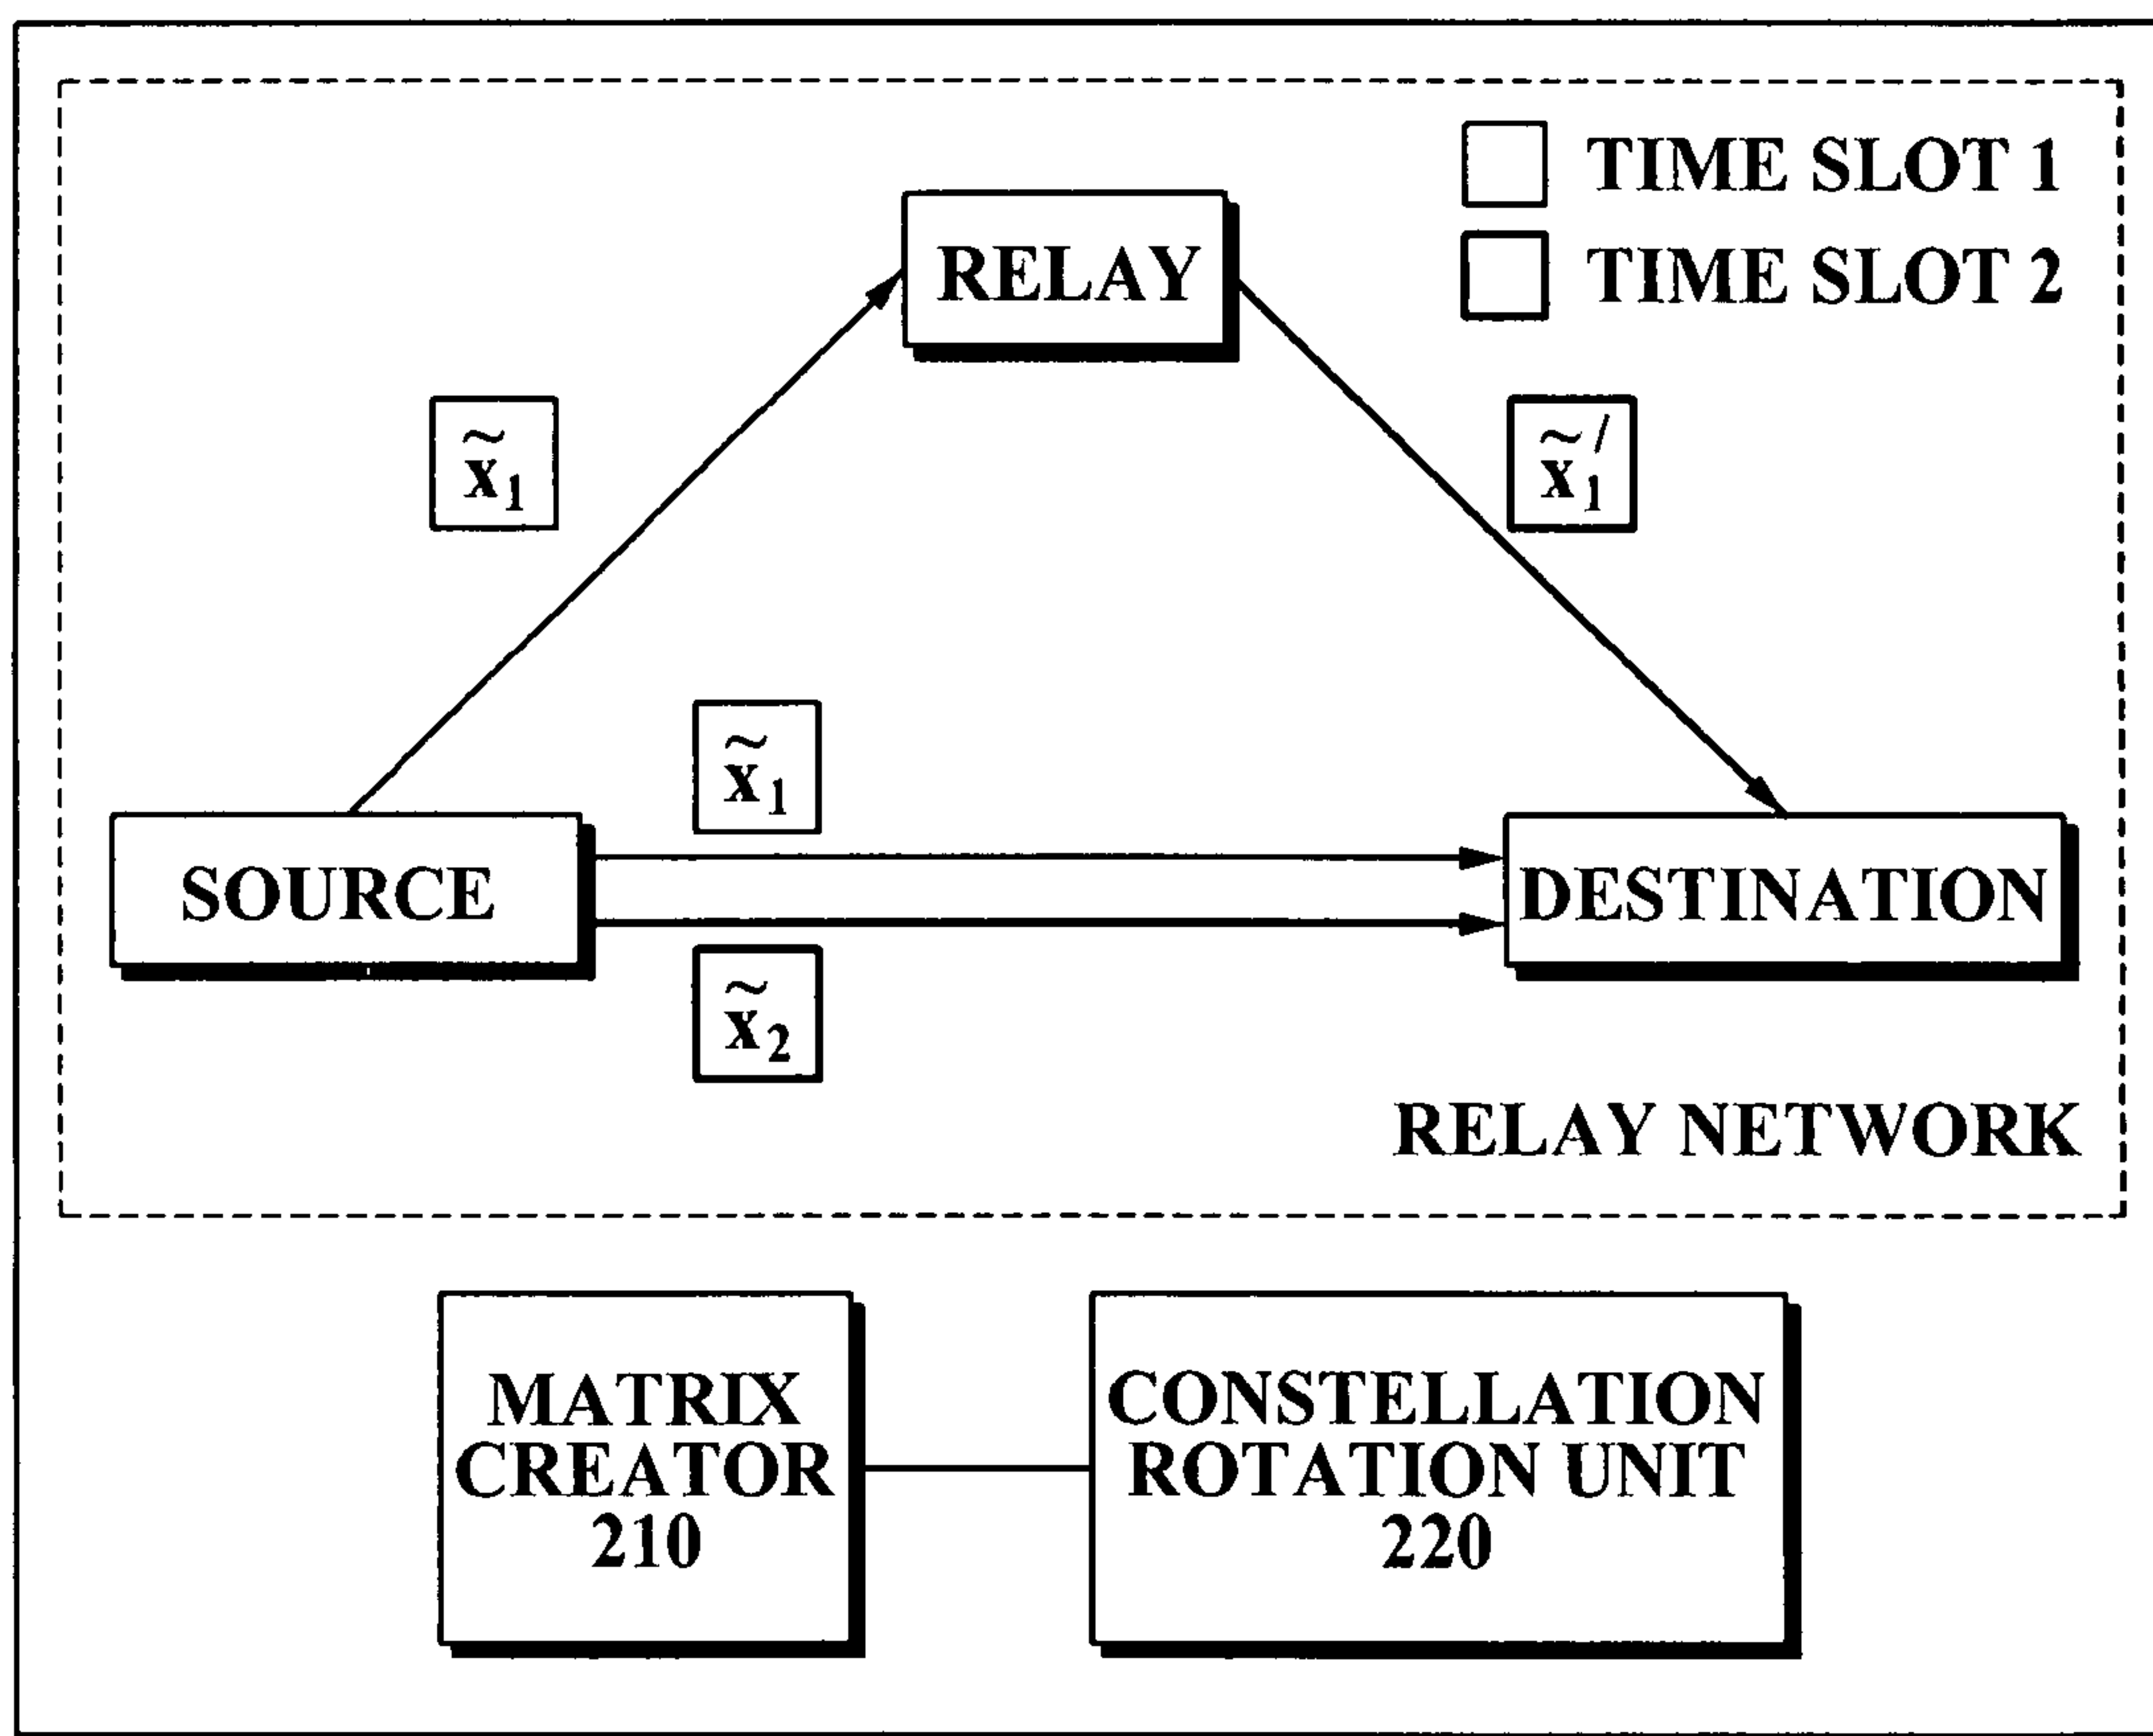 TIME SLOT 1
TIME SLOT 2
RELAY
x̃₁
x̃₁′
x̃₁
SOURCE
DESTINATION
x̃₂
RELAY NETWORK
MATRIX
CREATOR
210
CONSTELLATION
ROTATION UNIT
220